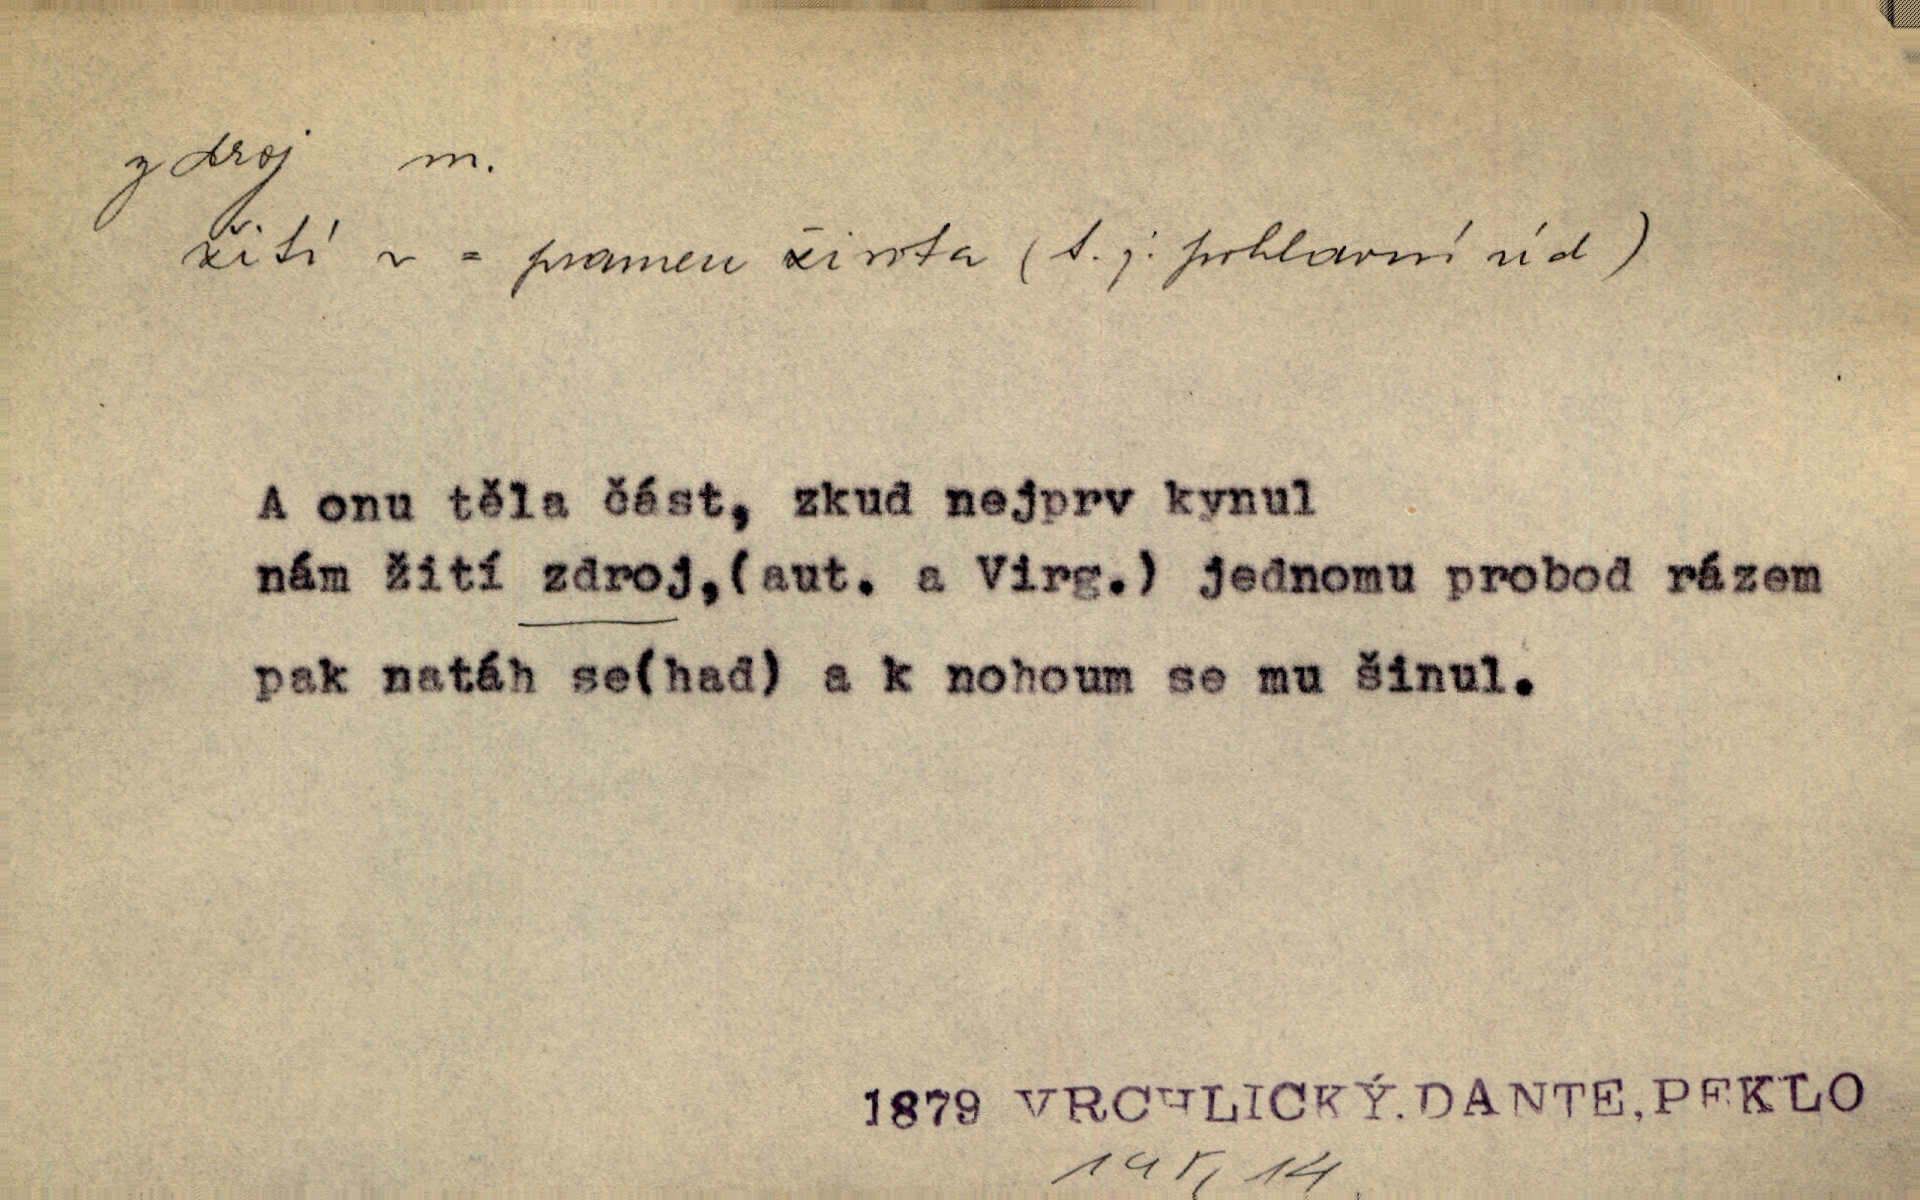 zdroj m.
žití ~ = pramen života (t. j. pohlavní úd)
A onu těla část, zkud nejprv kynul
nám žití zdroj,(aut. a Virg.) jednomu probod rázem
pak natáh se(had) a k nohoum se mu šinul.
1879 VRCHLICKÝ.DANTE,PEKLO
14